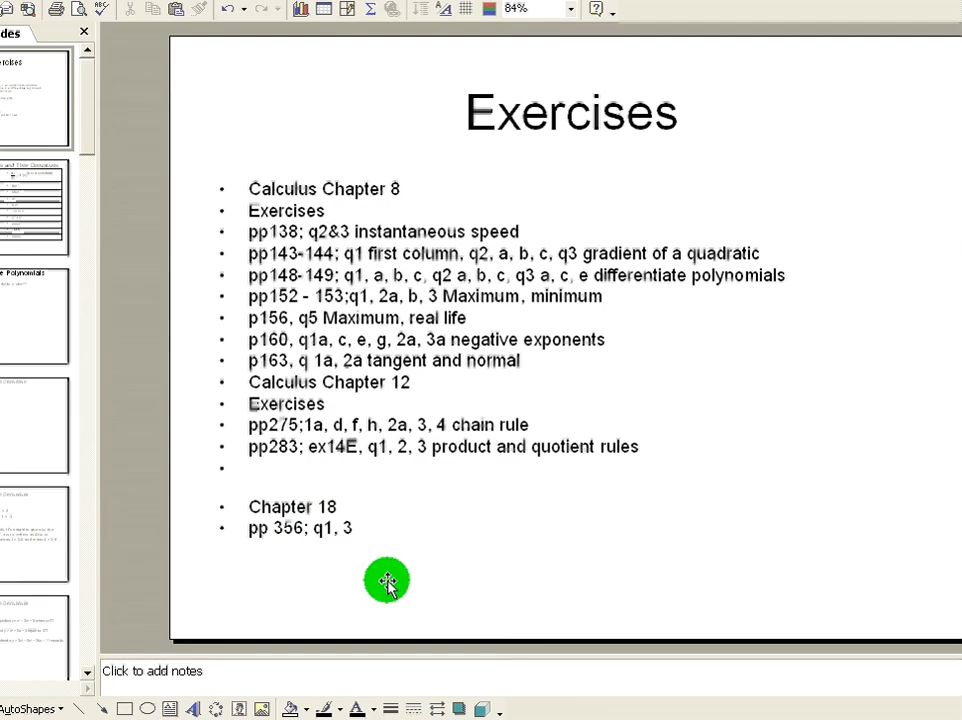 84%
des
Exercises
Calculus Chapter 8
Exercises
pp138; q2&3 instantaneous speed
pp143-144; q1 first column, q2, a, b, c, q3 gradient of a quadratic
pp148-149; q1, a, b, c, q2 a, b, c, q3 a, c, e differentiate polynomials
pp152 - 153;q1, 2a, b, 3 Maximum, minimum
p156, q5 Maximum, real life
p160, q1a, c, e, g, 2a, 3a negative exponents
p163, q 1a, 2a tangent and normal
Calculus Chapter 12
Exercises
pp275;1a, d, f, h, 2a, 3, 4 chain rule
pp283; ex14E, q1, 2, 3 product and quotient rules
Chapter 18
pp 356; q1, 3
Click to add notes
AutoShapes